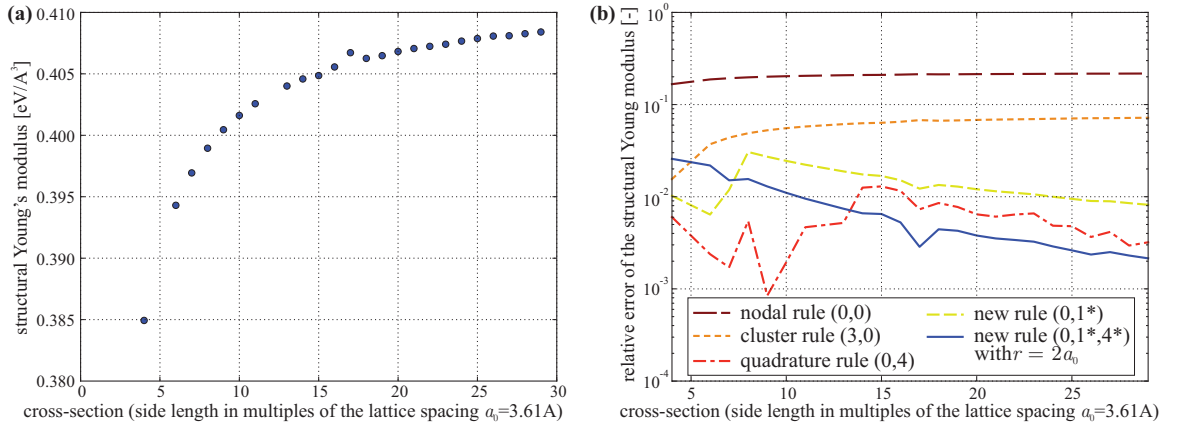 (a)
structural Young's modulus [eV/A³]
0.410
0.405
0.400
0.395
0.390
0.385
0.380
0 5 10 15 20 25 30
cross-section (side length in multiples of the lattice spacing a₀=3.61A)
(b)
relative error of the structural Young modulus [-]
10⁰
10⁻¹
10⁻²
10⁻³
10⁻⁴
nodal rule (0,0)
cluster rule (3,0)
quadrature rule (0,4)
new rule (0,1*)
new rule (0,1*,4*)
with r = 2a₀
5 10 15 20 25
cross-section (side length in multiples of the lattice spacing a₀=3.61A)